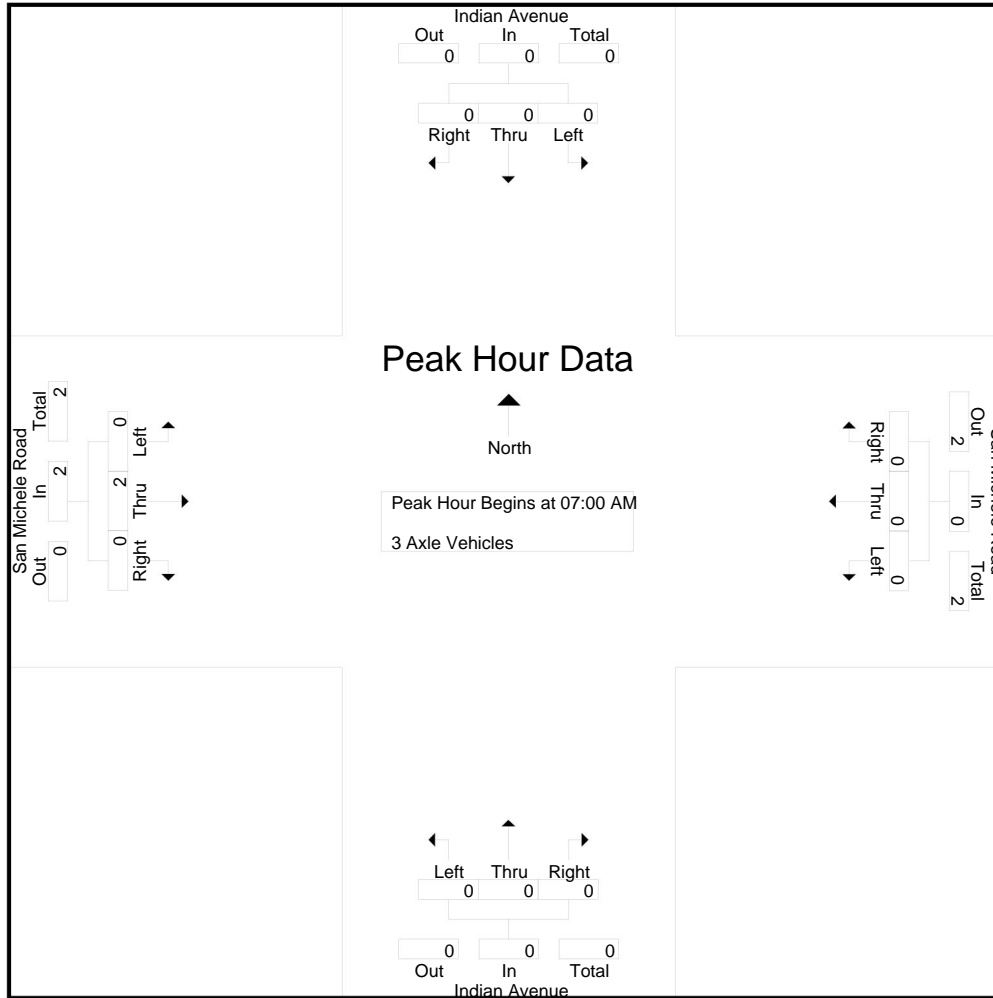 Indian Avenue
Out In Total
0 0 0
0 0 0
Right Thru Left
Peak Hour Data
North
Peak Hour Begins at 07:00 AM
3 Axle Vehicles
San Michele Road
Out In Total
0 2 2
0 2 0
Right Thru Left
Right Thru Left
0 0 0
Out In Total
2 0 2
Left Thru Right
0 0 0
0 0 0
Out In Total
Indian Avenue